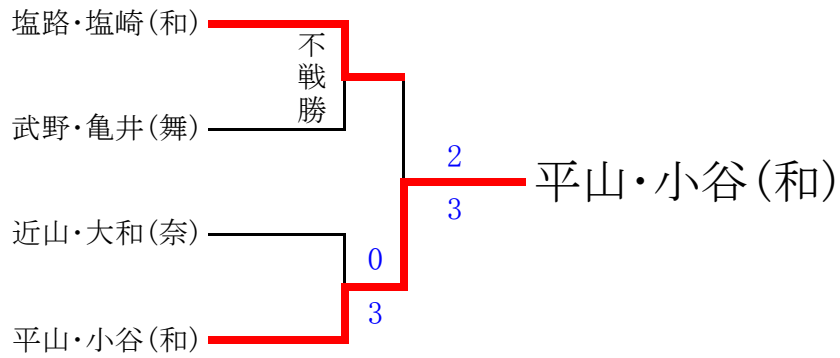 塩路・塩崎(和)
不戦勝
武野・亀井(舞)
2
平山・小谷(和)
3
近山・大和(奈)
0
3
平山・小谷(和)